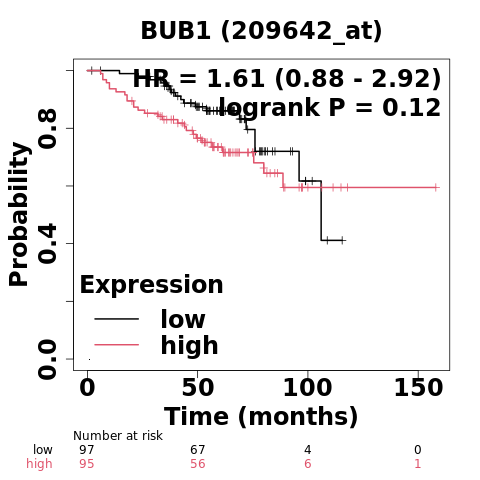 BUB1 (209642_at)
HR = 1.61 (0.88 - 2.92)
logrank P = 0.12
Probability
0.0 0.4 0.8
Expression
low
high
0 50 100 150
Time (months)
Number at risk
low 97 67 4 0
high 95 56 6 1